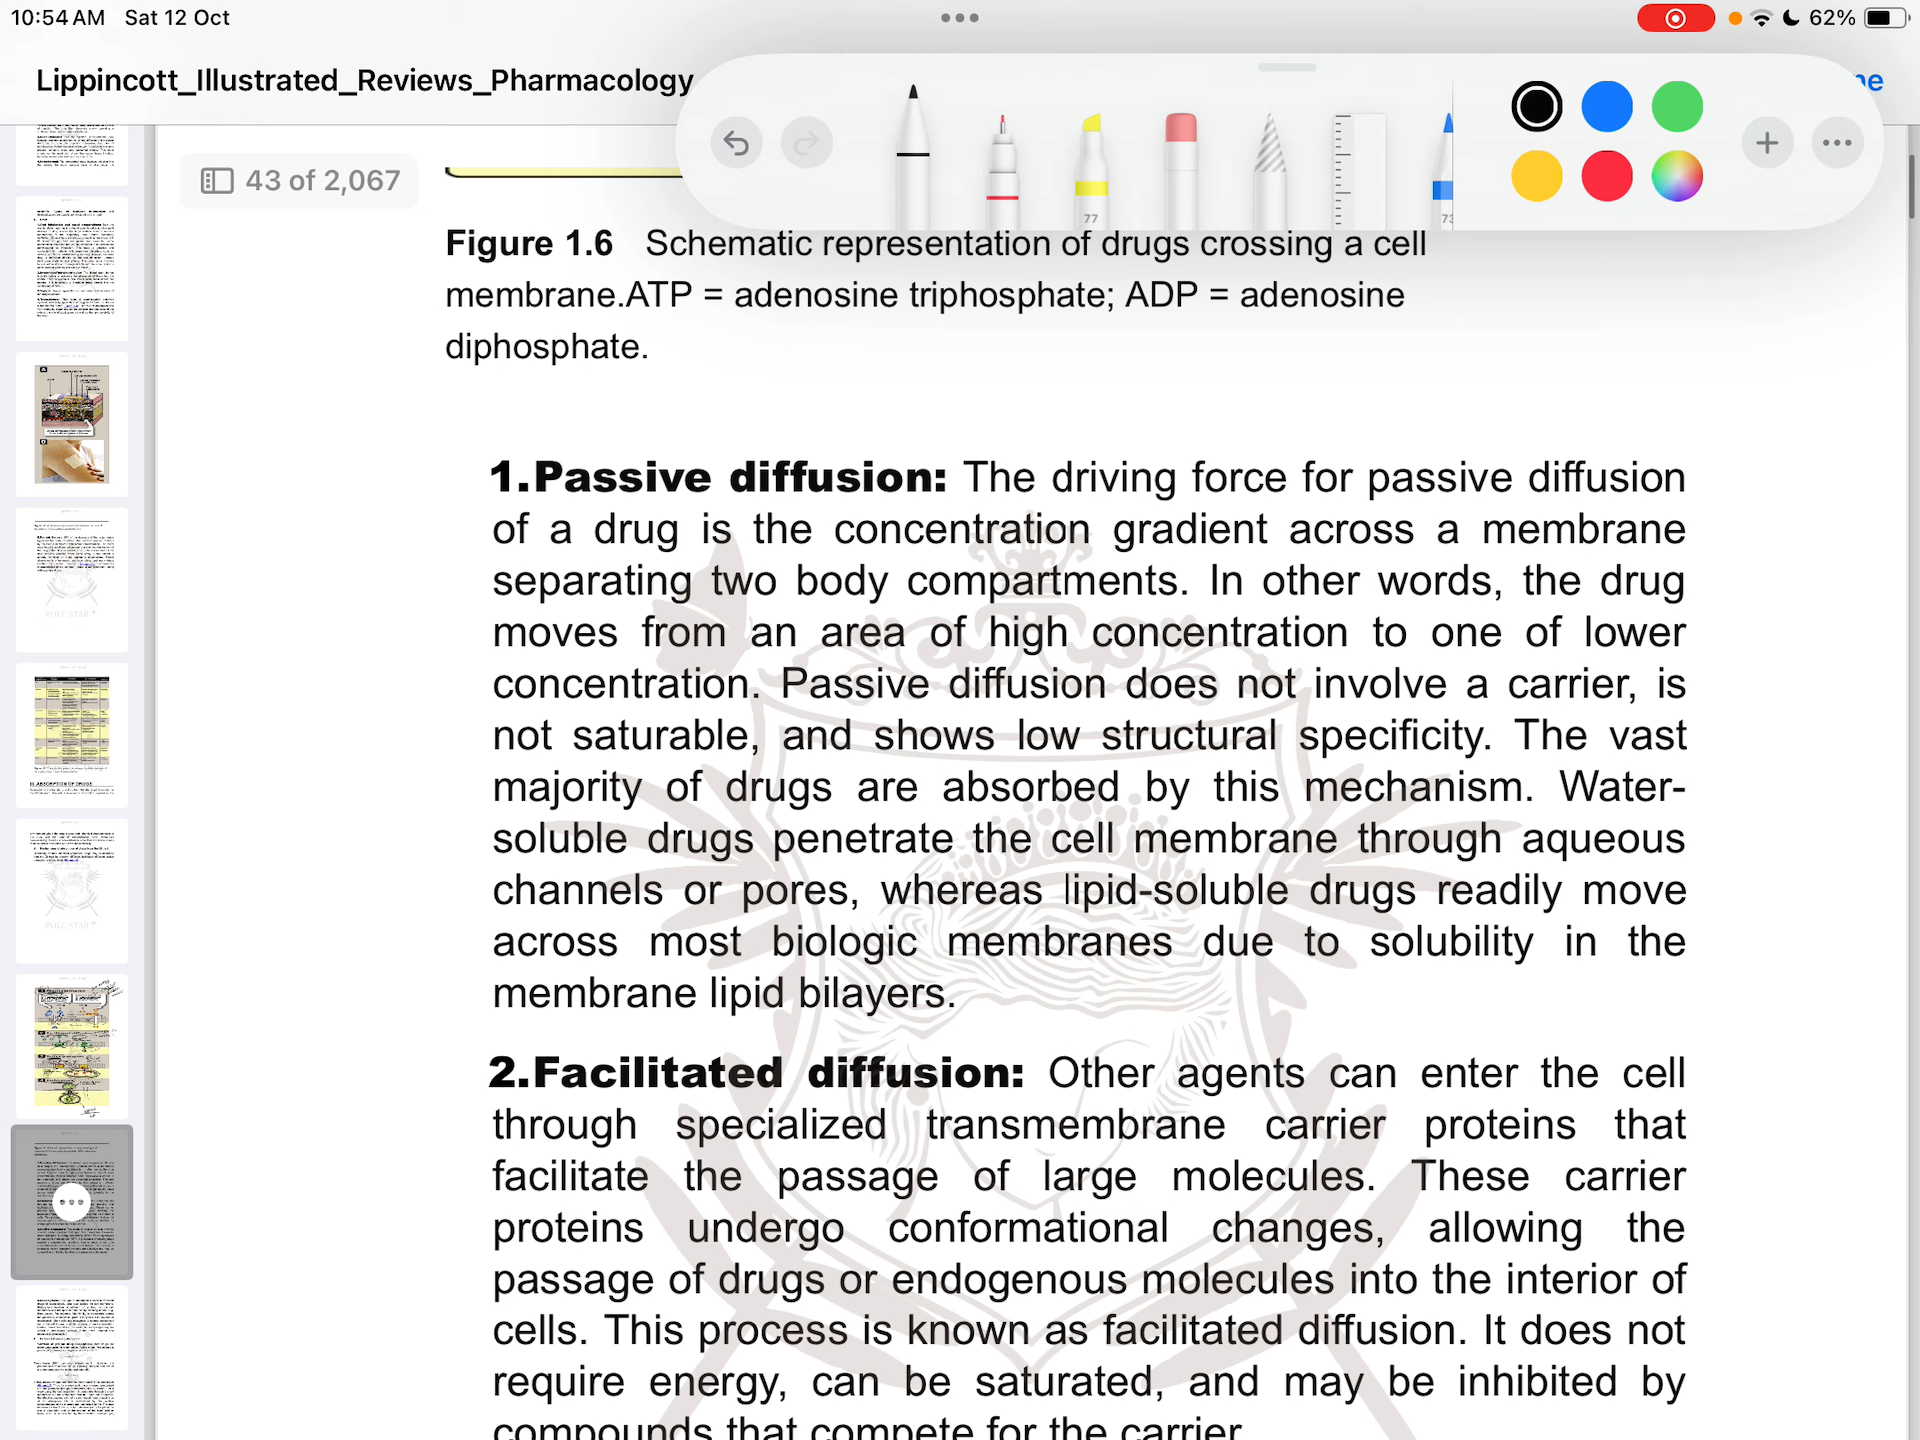 10:54 AM Sat 12 Oct
62%
Lippincott_Illustrated_Reviews_Pharmacology
77
43 of 2,067
Figure 1.6 Schematic representation of drugs crossing a cell
membrane.ATP = adenosine triphosphate; ADP = adenosine
diphosphate.
1.Passive diffusion: The driving force for passive diffusion
of a drug is the concentration gradient across a membrane
separating two body compartments. In other words, the drug
moves from an area of high concentration to one of lower
concentration. Passive diffusion does not involve a carrier, is
not saturable, and shows low structural specificity. The vast
majority of drugs are absorbed by this mechanism. Water-
soluble drugs penetrate the cell membrane through aqueous
channels or pores, whereas lipid-soluble drugs readily move
across most biologic membranes due to solubility in the
membrane lipid bilayers.
2.Facilitated diffusion: Other agents can enter the cell
through specialized transmembrane carrier proteins that
facilitate the passage of large molecules. These carrier
proteins undergo conformational changes, allowing the
passage of drugs or endogenous molecules into the interior of
cells. This process is known as facilitated diffusion. It does not
require energy, can be saturated, and may be inhibited by
compounds that compete for the carrier